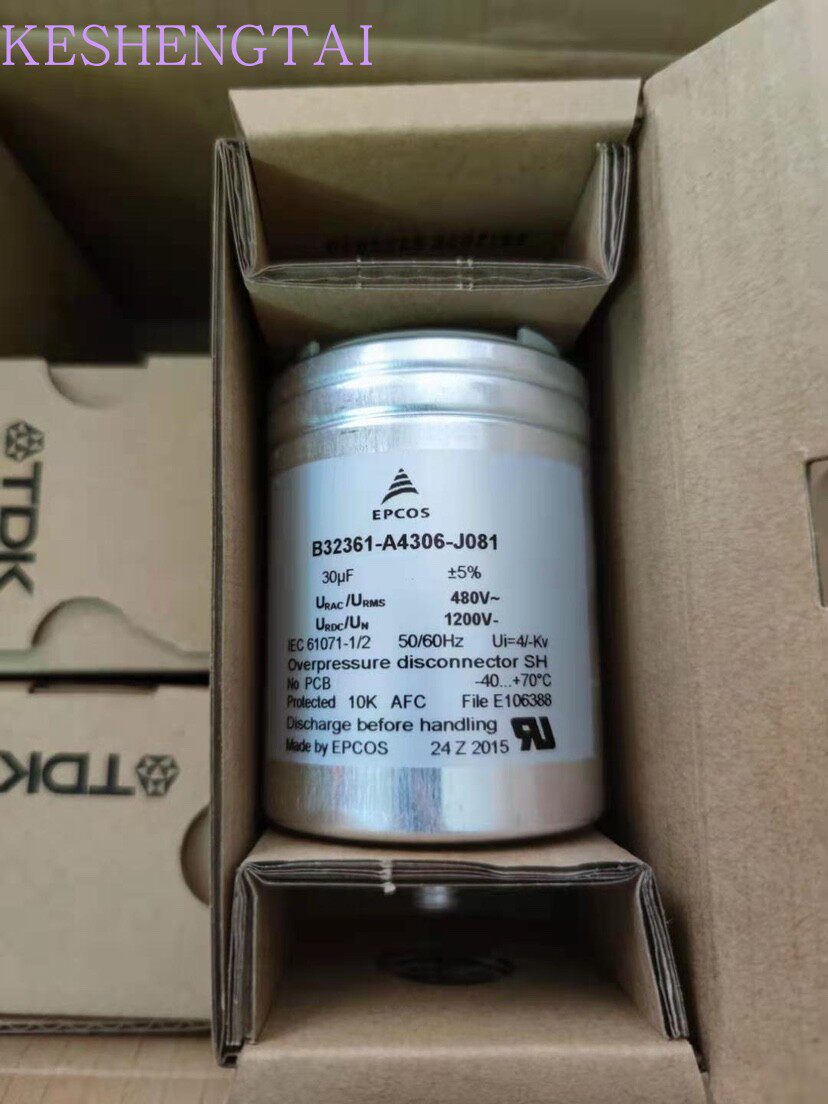 KESHENGTAI
EPCOS
B32361-A4306-J081
30µF ±5%
URAC/URMS 480V~
URDC/UN 1200V-
IEC 61071-1/2 50/60Hz Ui=4/-Kv
Overpressure disconnector SH
No PCB -40...+70°C
Protected 10K AFC File E106388
Discharge before handling
Made by EPCOS 24 Z 2015
TDK
TDK